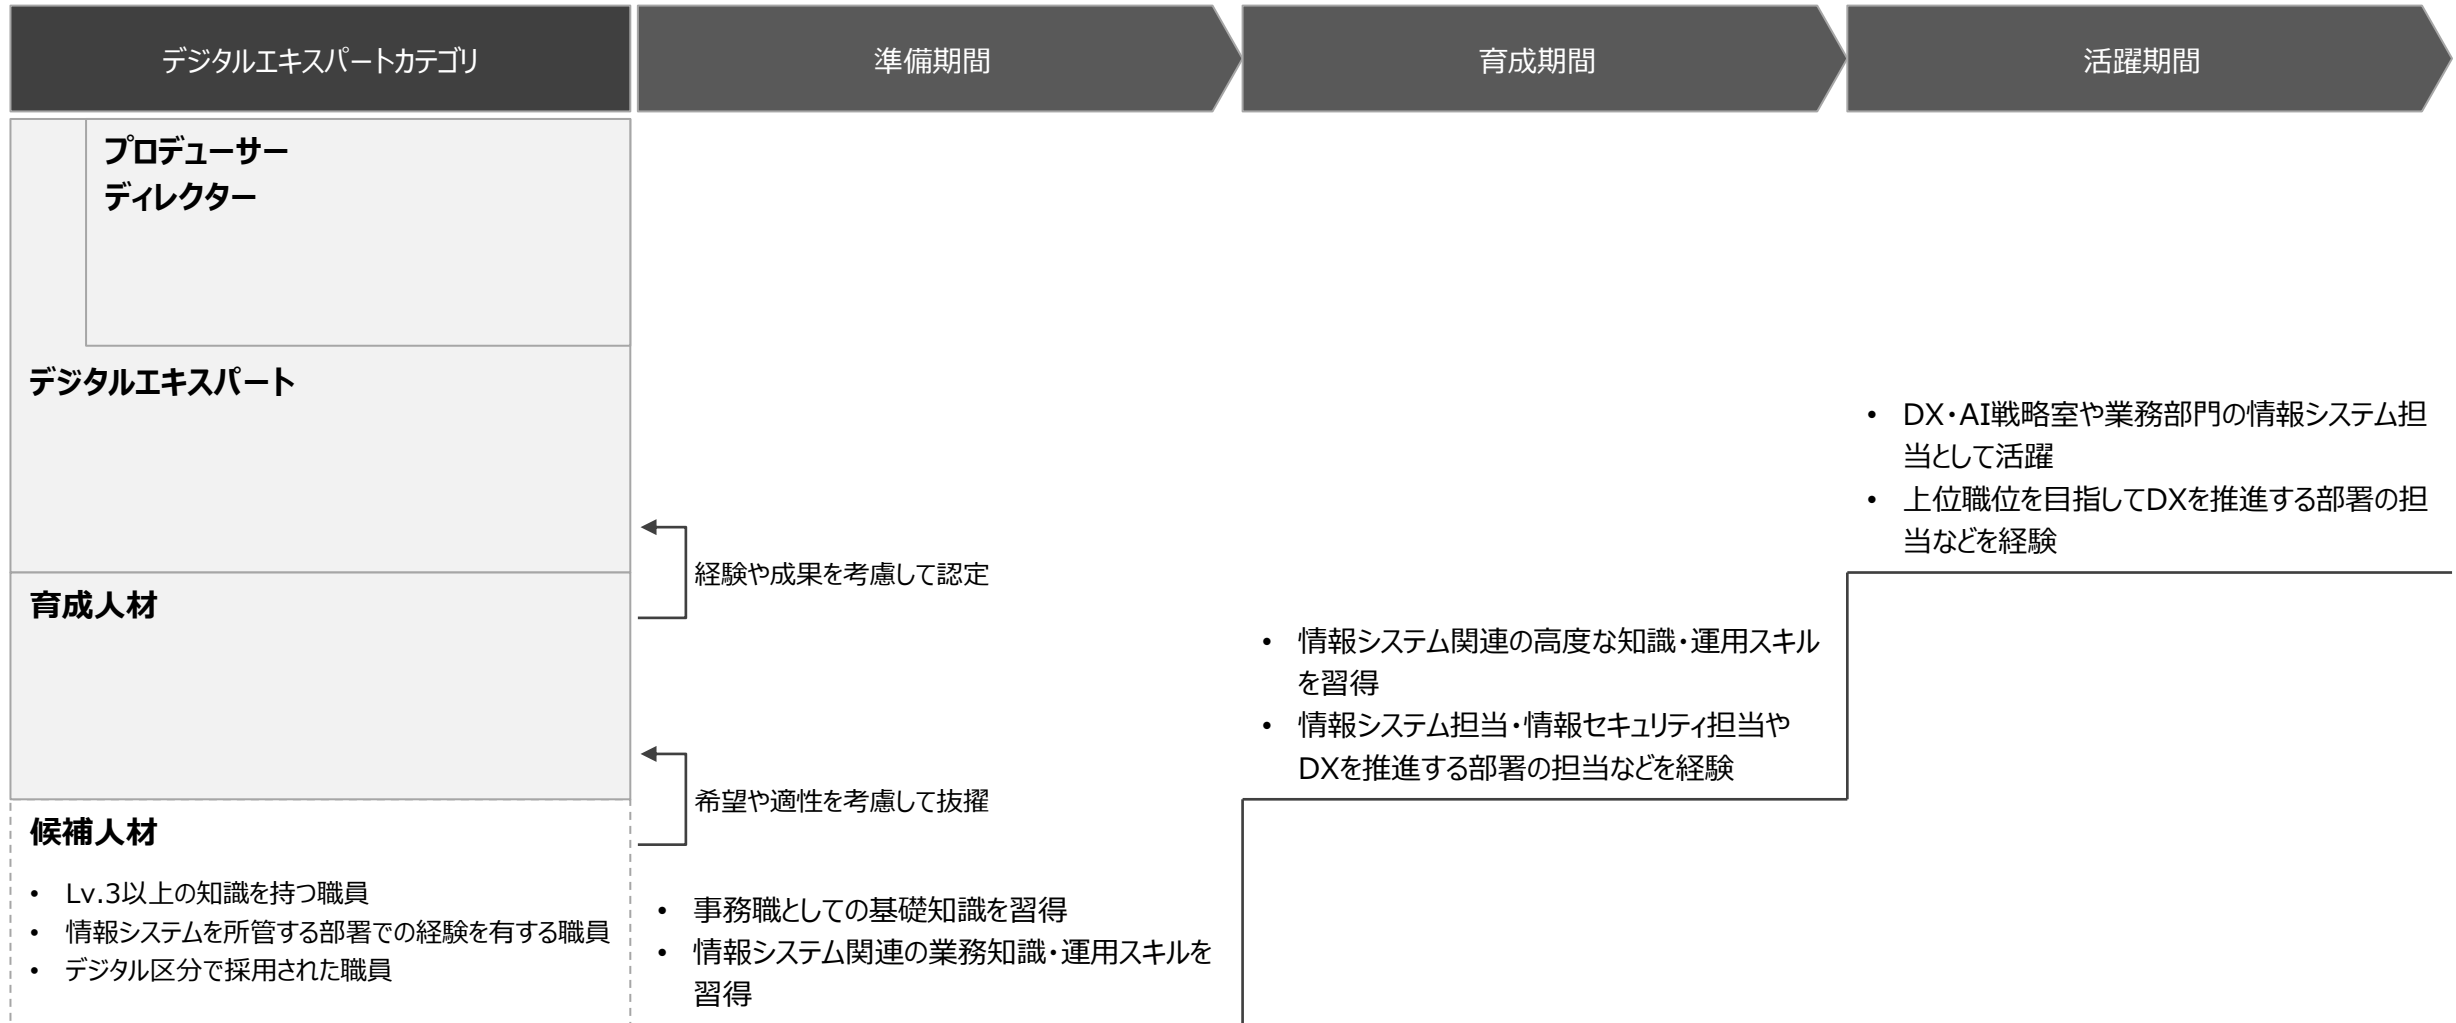 デジタルエキスパートカテゴリ
準備期間
育成期間
活躍期間
プロデューサー
ディレクター
デジタルエキスパート
• DX・AI戦略室や業務部門の情報システム担
当として活躍
• 上位職位を目指してDXを推進する部署の担
当などを経験
経験や成果を考慮して認定
育成人材
• 情報システム関連の高度な知識・運用スキル
を習得
• 情報システム担当・情報セキュリティ担当や
DXを推進する部署の担当などを経験
希望や適性を考慮して抜擢
候補人材
• Lv.3以上の知識を持つ職員
• 情報システムを所管する部署での経験を有する職員
• デジタル区分で採用された職員
• 事務職としての基礎知識を習得
• 情報システム関連の業務知識・運用スキルを
習得